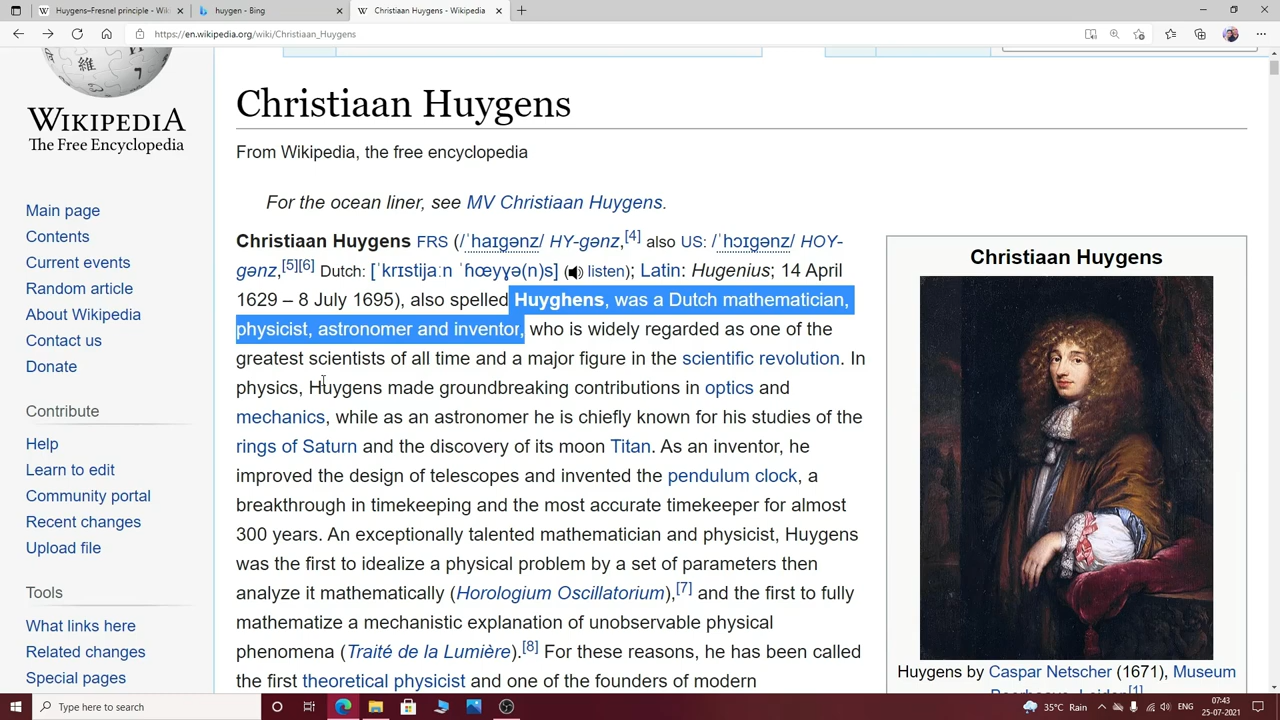 Huygens–Fresnel principle - Wik
huygen - Bing
Christiaan Huygens - Wikipedia
https://en.wikipedia.org/wiki/Christiaan_Huygens
WIKIPEDIA
The Free Encyclopedia
Main page
Contents
Current events
Random article
About Wikipedia
Contact us
Donate
Contribute
Help
Learn to edit
Community portal
Recent changes
Upload file
Tools
What links here
Related changes
Special pages
Christiaan Huygens
From Wikipedia, the free encyclopedia
For the ocean liner, see MV Christiaan Huygens.
Christiaan Huygens FRS (/ˈhaɪɡənz/ HY-gənz,[4] also US: /ˈhɔɪɡənz/ HOY-
gənz,[5][6] Dutch: [ˈkrɪstijaːn ˈɦœyɣə(n)s] (listen); Latin: Hugenius; 14 April
1629 – 8 July 1695), also spelled Huyghens, was a Dutch mathematician,
physicist, astronomer and inventor, who is widely regarded as one of the
greatest scientists of all time and a major figure in the scientific revolution. In
physics, Huygens made groundbreaking contributions in optics and
mechanics, while as an astronomer he is chiefly known for his studies of the
rings of Saturn and the discovery of its moon Titan. As an inventor, he
improved the design of telescopes and invented the pendulum clock, a
breakthrough in timekeeping and the most accurate timekeeper for almost
300 years. An exceptionally talented mathematician and physicist, Huygens
was the first to idealize a physical problem by a set of parameters then
analyze it mathematically (Horologium Oscillatorium),[7] and the first to fully
mathematize a mechanistic explanation of unobservable physical
phenomena (Traité de la Lumière).[8] For these reasons, he has been called
the first theoretical physicist and one of the founders of modern
Christiaan Huygens
Huygens by Caspar Netscher (1671), Museum
Type here to search
35°C Rain
ENG
07:43
25-07-2021